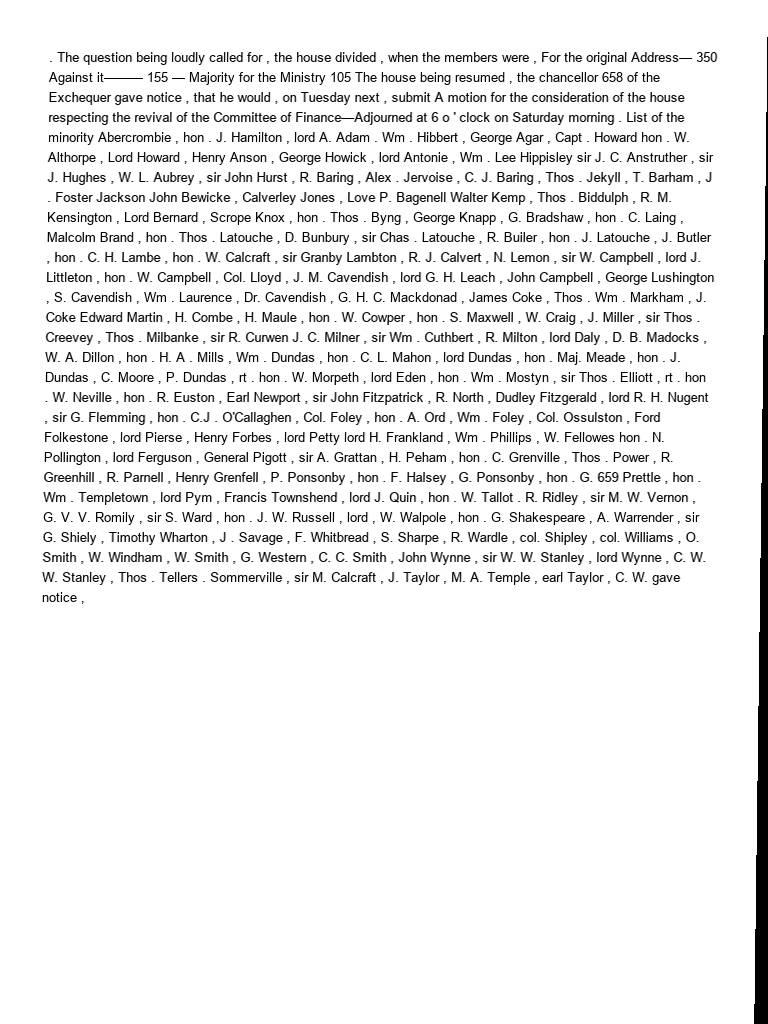 . The question being loudly called for , the house divided , when the members were , For the original Address— 350
Against it——— 155 — Majority for the Ministry 105 The house being resumed , the chancellor 658 of the
Exchequer gave notice , that he would , on Tuesday next , submit A motion for the consideration of the house
respecting the revival of the Committee of Finance—Adjourned at 6 o ' clock on Saturday morning . List of the
minority Abercrombie , hon . J. Hamilton , lord A. Adam . Wm . Hibbert , George Agar , Capt . Howard hon . W.
Althorpe , Lord Howard , Henry Anson , George Howick , lord Antonie , Wm . Lee Hippisley sir J. C. Anstruther , sir
J. Hughes , W. L. Aubrey , sir John Hurst , R. Baring , Alex . Jervoise , C. J. Baring , Thos . Jekyll , T. Barham , J
. Foster Jackson John Bewicke , Calverley Jones , Love P. Bagenell Walter Kemp , Thos . Biddulph , R. M.
Kensington , Lord Bernard , Scrope Knox , hon . Thos . Byng , George Knapp , G. Bradshaw , hon . C. Laing ,
Malcolm Brand , hon . Thos . Latouche , D. Bunbury , sir Chas . Latouche , R. Builer , hon . J. Latouche , J. Butler
, hon . C. H. Lambe , hon . W. Calcraft , sir Granby Lambton , R. J. Calvert , N. Lemon , sir W. Campbell , lord J.
Littleton , hon . W. Campbell , Col. Lloyd , J. M. Cavendish , lord G. H. Leach , John Campbell , George Lushington
, S. Cavendish , Wm . Laurence , Dr. Cavendish , G. H. C. Mackdonad , James Coke , Thos . Wm . Markham , J.
Coke Edward Martin , H. Combe , H. Maule , hon . W. Cowper , hon . S. Maxwell , W. Craig , J. Miller , sir Thos .
Creevey , Thos . Milbanke , sir R. Curwen J. C. Milner , sir Wm . Cuthbert , R. Milton , lord Daly , D. B. Madocks ,
W. A. Dillon , hon . H. A . Mills , Wm . Dundas , hon . C. L. Mahon , lord Dundas , hon . Maj. Meade , hon . J.
Dundas , C. Moore , P. Dundas , rt . hon . W. Morpeth , lord Eden , hon . Wm . Mostyn , sir Thos . Elliott , rt . hon
. W. Neville , hon . R. Euston , Earl Newport , sir John Fitzpatrick , R. North , Dudley Fitzgerald , lord R. H. Nugent
, sir G. Flemming , hon . C.J . O'Callaghen , Col. Foley , hon . A. Ord , Wm . Foley , Col. Ossulston , Ford
Folkestone , lord Pierse , Henry Forbes , lord Petty lord H. Frankland , Wm . Phillips , W. Fellowes hon . N.
Pollington , lord Ferguson , General Pigott , sir A. Grattan , H. Peham , hon . C. Grenville , Thos . Power , R.
Greenhill , R. Parnell , Henry Grenfell , P. Ponsonby , hon . F. Halsey , G. Ponsonby , hon . G. 659 Prettle , hon .
Wm . Templetown , lord Pym , Francis Townshend , lord J. Quin , hon . W. Tallot . R. Ridley , sir M. W. Vernon ,
G. V. V. Romily , sir S. Ward , hon . J. W. Russell , lord , W. Walpole , hon . G. Shakespeare , A. Warrender , sir
G. Shiely , Timothy Wharton , J . Savage , F. Whitbread , S. Sharpe , R. Wardle , col. Shipley , col. Williams , O.
Smith , W. Windham , W. Smith , G. Western , C. C. Smith , John Wynne , sir W. W. Stanley , lord Wynne , C. W.
W. Stanley , Thos . Tellers . Sommerville , sir M. Calcraft , J. Taylor , M. A. Temple , earl Taylor , C. W. gave
notice ,